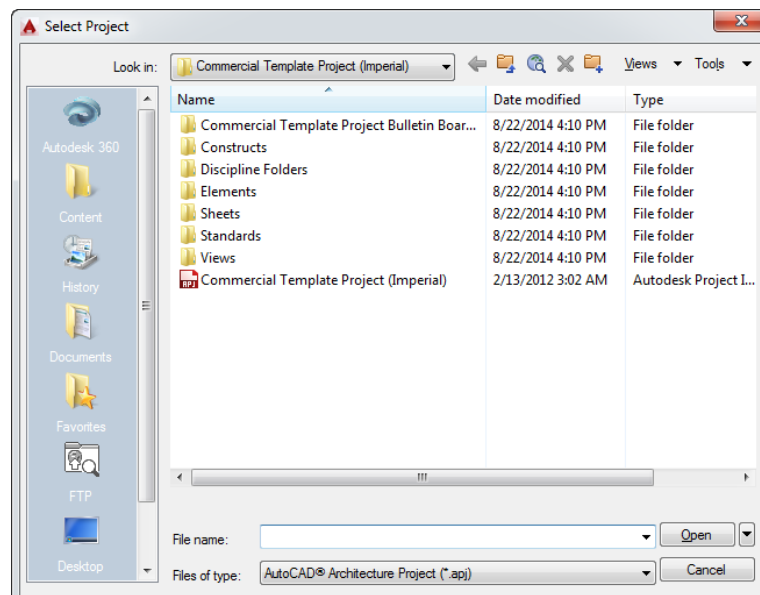 Select Project
Look in: Commercial Template Project (Imperial) Views Tools
Name Date modified Type
Commercial Template Project Bulletin Boar... 8/22/2014 4:10 PM File folder
Constructs 8/22/2014 4:10 PM File folder
Discipline Folders 8/22/2014 4:10 PM File folder
Elements 8/22/2014 4:10 PM File folder
Sheets 8/22/2014 4:10 PM File folder
Standards 8/22/2014 4:10 PM File folder
Views 8/22/2014 4:10 PM File folder
APJ Commercial Template Project (Imperial) 2/13/2012 3:02 AM Autodesk Project I...
Autodesk 360
Content
History
Documents
Favorites
FTP
Desktop
File name: Open
Files of type: AutoCAD® Architecture Project (*.apj) Cancel